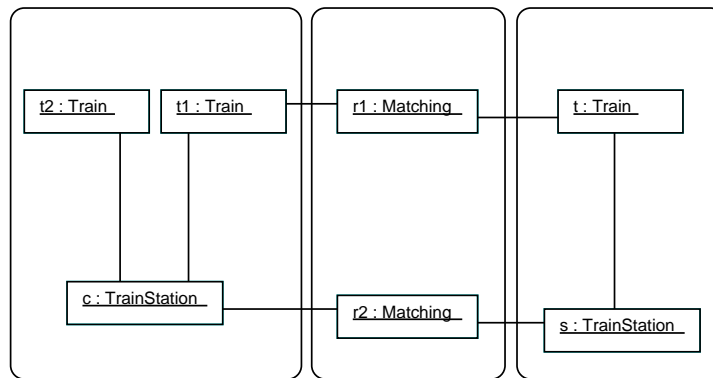 t2 : Train
t1 : Train
r1 : Matching
t : Train
c : TrainStation
r2 : Matching
s : TrainStation